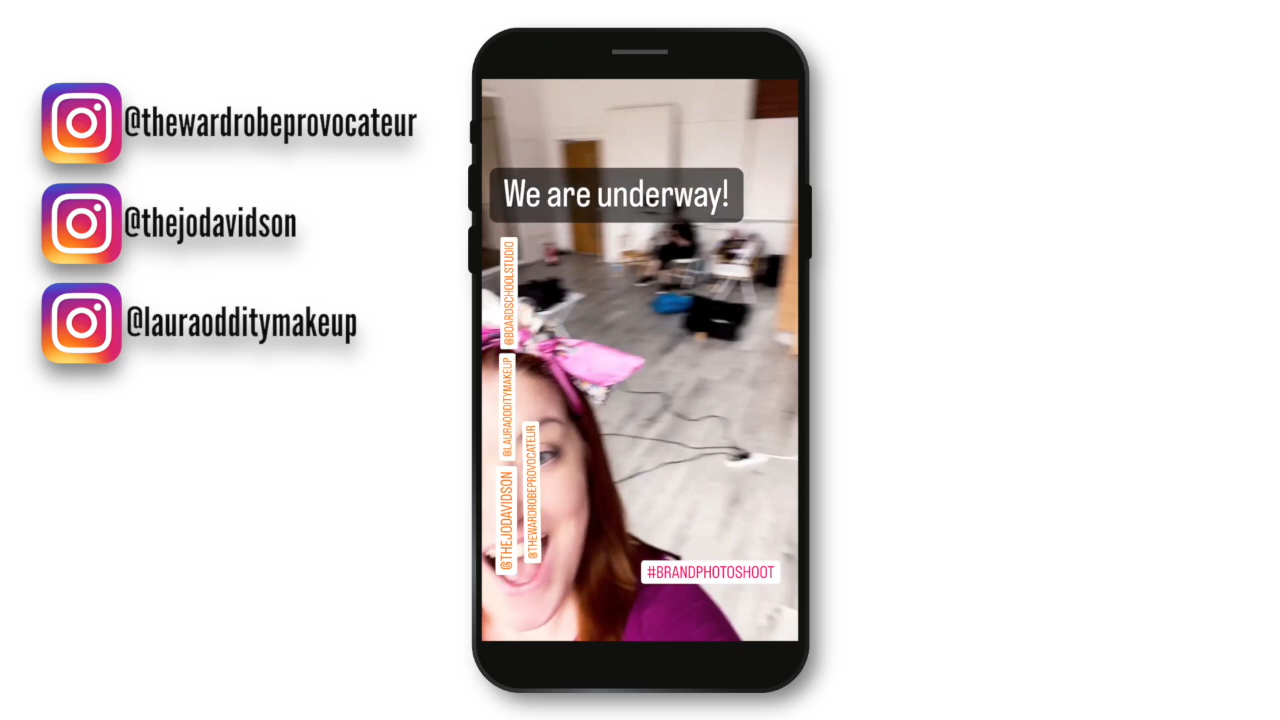 @thewardrobeprovocateur
@thejodavidson
@lauraodditymakeup
We are underway!
@BOARDSCHOOLSTUDIO
@LAURAODDITYMAKEUP
@THEJODAVIDSON
@THEWARDROBEPROVOCATEUR
#BRANDPHOTOSHOOT